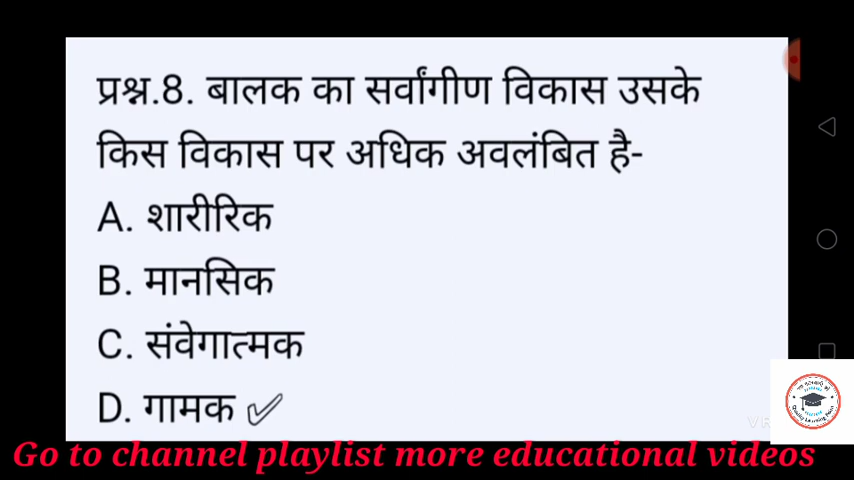 प्रश्न.8. बालक का सर्वांगीण विकास उसके
किस विकास पर अधिक अवलंबित है-
A. शारीरिक
B. मानसिक
C. संवेगात्मक
D. गामक ✓
Go to channel playlist more educational videos